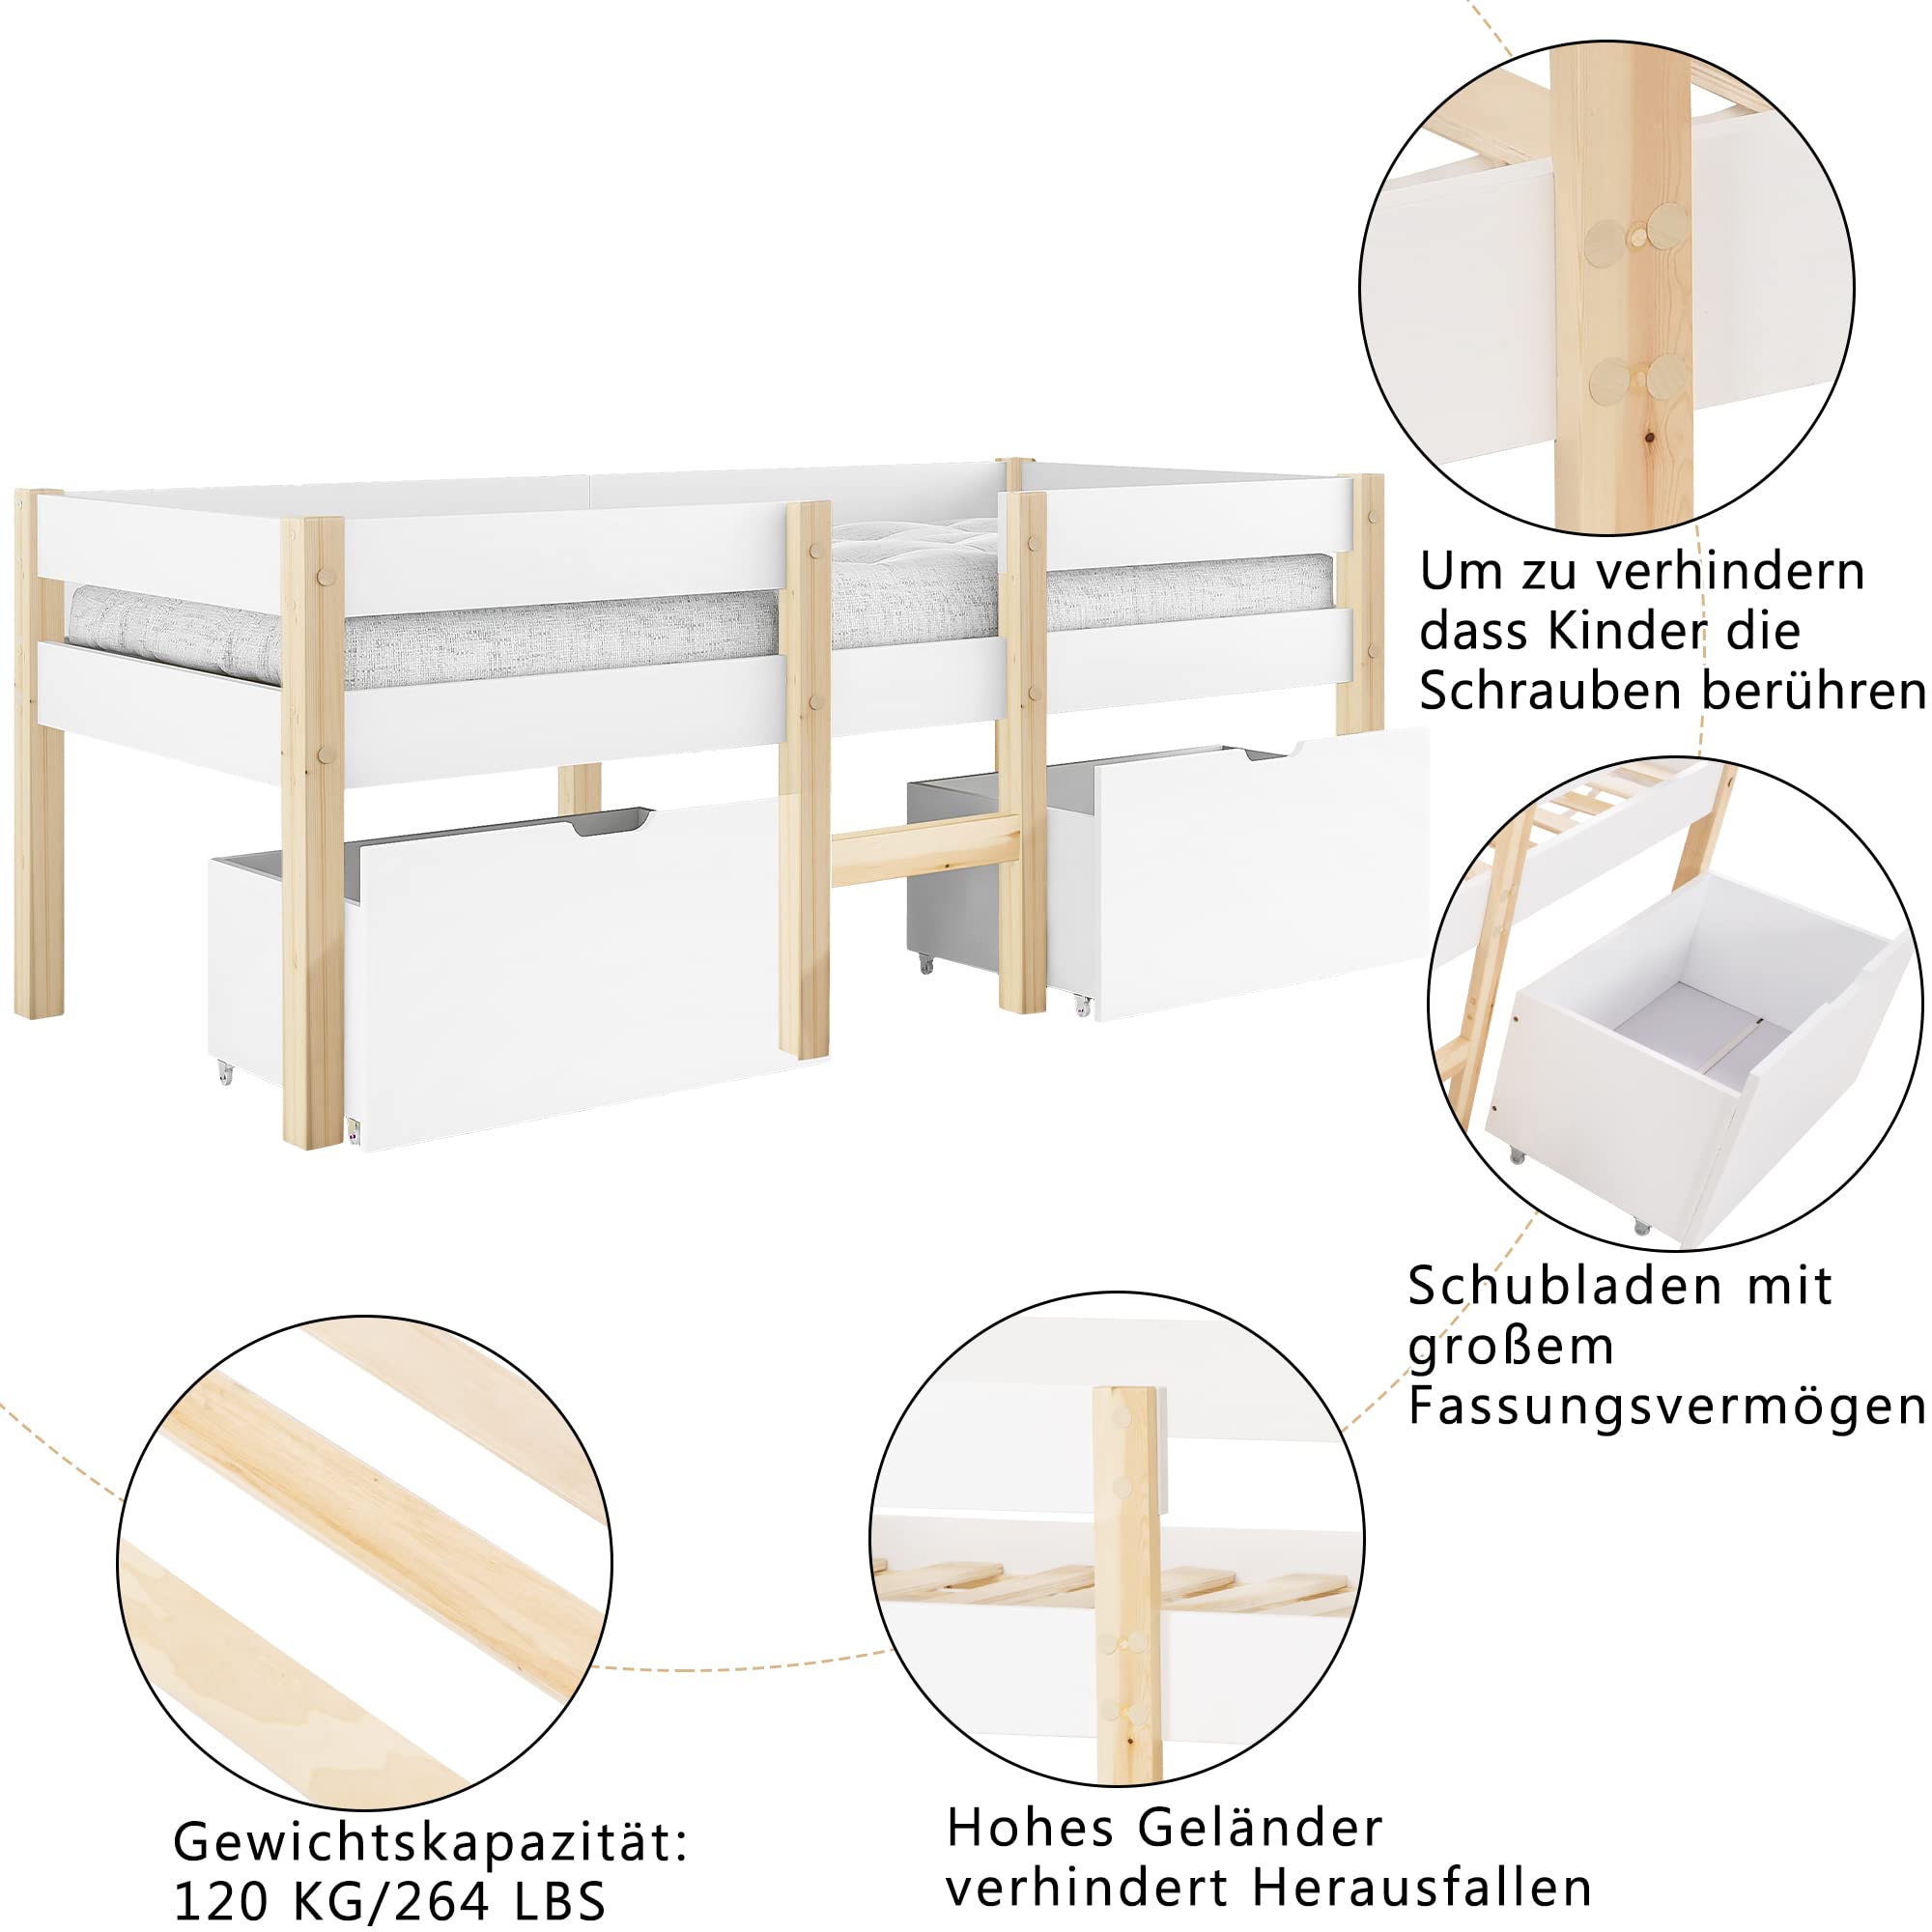 Um zu verhindern
dass Kinder die
Schrauben berühren
Schubladen mit
großem
Fassungsvermögen
Gewichtskapazität:
120 KG/264 LBS
Hohes Geländer
verhindert Herausfallen